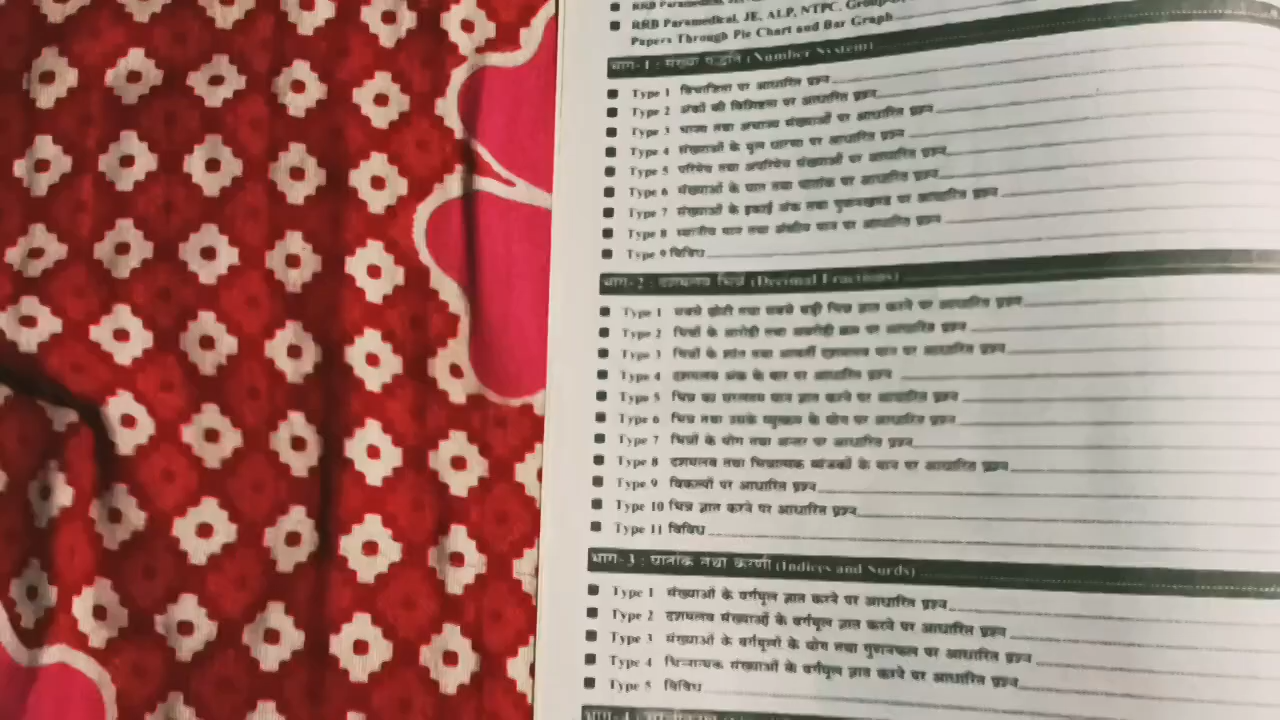 RRB Paramedical, JE, ALP, NTPC, Group
Papers Through Pie Chart and Bar Graph
भाग-1 : संख्या पद्धति (Number System)
Type 1 विभाजिता पर आधारित प्रश्न
Type 2 अंकों की विशिष्टता पर आधारित प्रश्न
Type 3 भाज्य तथा अभाज्य संख्याओं पर आधारित प्रश्न
Type 4 संख्याओं के मूल धारणा पर आधारित प्रश्न
Type 5 परिमेय तथा अपरिमेय संख्याओं पर आधारित प्रश्न
Type 6 संख्याओं के घात तथा घातांक पर आधारित प्रश्न
Type 7 संख्याओं के इकाई अंक तथा गुणनखण्ड पर आधारित प्रश्न
Type 8 स्थानीय मान तथा अंकीय मान पर आधारित प्रश्न
Type 9 विविध
भाग-2 : दशमलव भिन्न (Decimal Fractions)
Type 1 सबसे छोटी तथा सबसे बड़ी भिन्न ज्ञात करने पर आधारित प्रश्न
Type 2 भिन्नों के आरोही तथा अवरोही क्रम पर आधारित प्रश्न
Type 3 भिन्नों के सांत तथा आवर्ती दशमलव मान पर आधारित प्रश्न
Type 4 दशमलव अंक के बार पर आधारित प्रश्न
Type 5 भिन्न का सरलतम मान ज्ञात करने पर आधारित प्रश्न
Type 6 भिन्न तथा उसके व्युत्क्रम के योग पर आधारित प्रश्न
Type 7 भिन्नों के योग तथा अन्तर पर आधारित प्रश्न
Type 8 दशमलव तथा भिन्नात्मक व्यंजकों के मान पर आधारित प्रश्न
Type 9 विकल्पों पर आधारित प्रश्न
Type 10 भिन्न ज्ञात करने पर आधारित प्रश्न
Type 11 विविध
भाग-3 : घातांक तथा करणी (Indices and Surds)
Type 1 संख्याओं के वर्गमूल ज्ञात करने पर आधारित प्रश्न
Type 2 दशमलव संख्याओं के वर्गमूल ज्ञात करने पर आधारित प्रश्न
Type 3 संख्याओं के वर्गमूलों के योग तथा गुणनफल पर आधारित प्रश्न
Type 4 भिन्नात्मक संख्याओं के वर्गमूल ज्ञात करने पर आधारित प्रश्न
Type 5 विविध